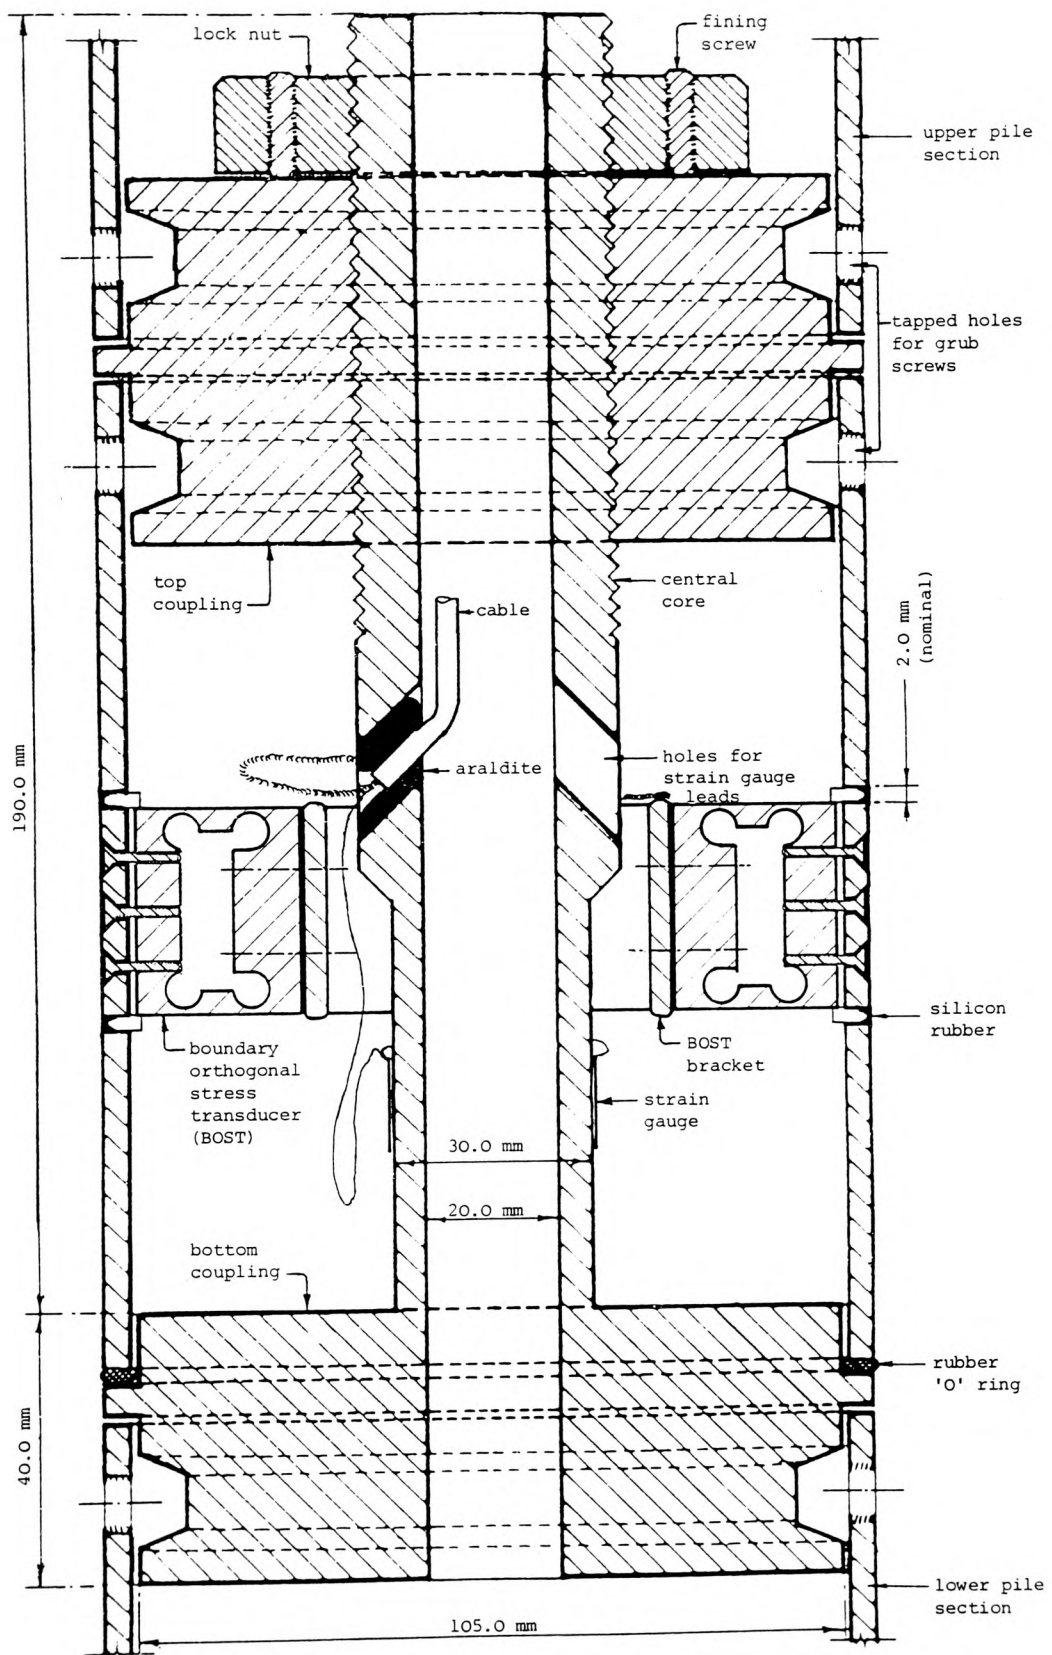 lock nut
fining
screw
upper pile
section
tapped holes
for grub
screws
top
coupling
central
core
cable
2.0 mm
(nominal)
190.0 mm
araldite
holes for
strain gauge
leads
boundary
orthogonal
stress
transducer
(BOST)
BOST
bracket
silicon
rubber
strain
gauge
30.0 mm
20.0 mm
bottom
coupling
rubber
'O' ring
40.0 mm
lower pile
section
105.0 mm